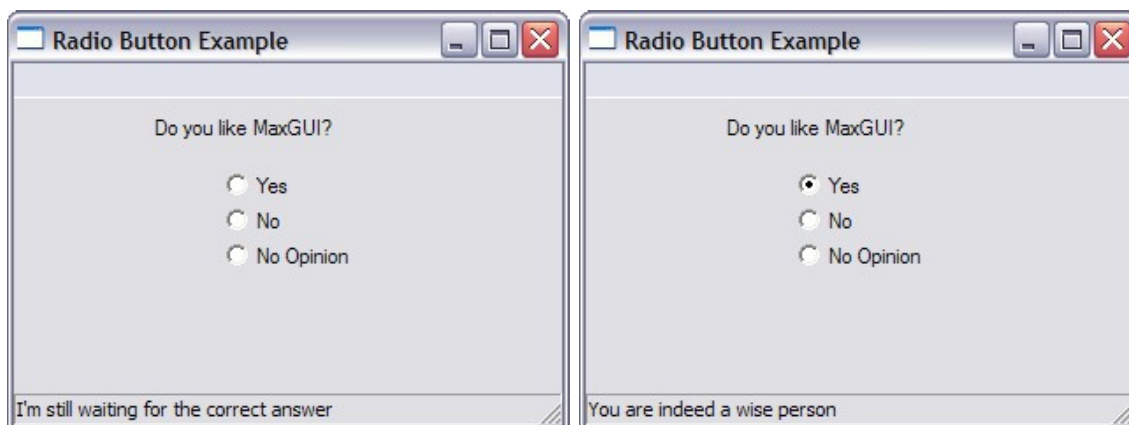 Radio Button Example
Do you like MaxGUI?
Yes
No
No Opinion
I'm still waiting for the correct answer
Radio Button Example
Do you like MaxGUI?
Yes
No
No Opinion
You are indeed a wise person